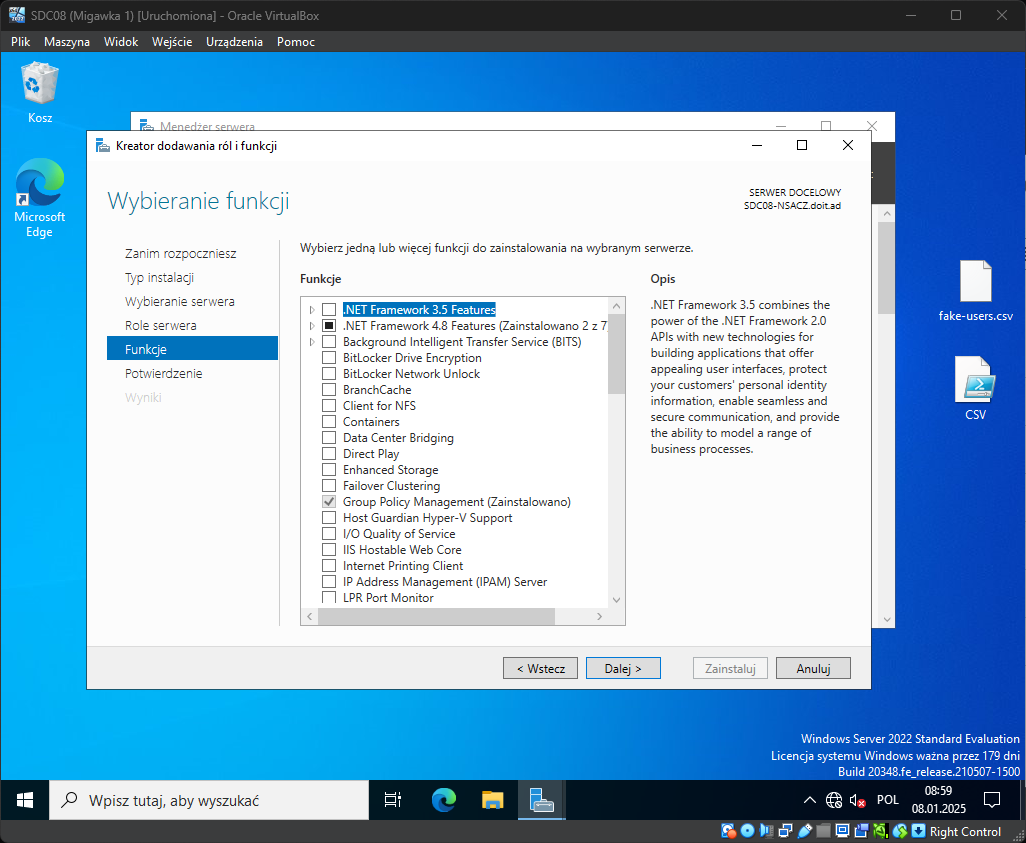 SDC08 (Migawka 1) [Uruchomiona] - Oracle VirtualBox
Plik Maszyna Widok Wejście Urządzenia Pomoc
Kosz
Microsoft
Edge
Menedżer serwera
Kreator dodawania ról i funkcji
Wybieranie funkcji
SERWER DOCELOWY
SDC08-NSACZ.doit.ad
Zanim rozpoczniesz
Typ instalacji
Wybieranie serwera
Role serwera
Funkcje
Potwierdzenie
Wyniki
Wybierz jedną lub więcej funkcji do zainstalowania na wybranym serwerze.
Funkcje
.NET Framework 3.5 Features
.NET Framework 4.8 Features (Zainstalowano 2 z 7
Background Intelligent Transfer Service (BITS)
BitLocker Drive Encryption
BitLocker Network Unlock
BranchCache
Client for NFS
Containers
Data Center Bridging
Direct Play
Enhanced Storage
Failover Clustering
Group Policy Management (Zainstalowano)
Host Guardian Hyper-V Support
I/O Quality of Service
IIS Hostable Web Core
Internet Printing Client
IP Address Management (IPAM) Server
LPR Port Monitor
Opis
.NET Framework 3.5 combines the
power of the .NET Framework 2.0
APIs with new technologies for
building applications that offer
appealing user interfaces, protect
your customers' personal identity
information, enable seamless and
secure communication, and provide
the ability to model a range of
business processes.
< Wstecz
Dalej >
Zainstaluj
Anuluj
fake-users.csv
CSV
Windows Server 2022 Standard Evaluation
Licencja systemu Windows ważna przez 179 dni
Build 20348.fe_release.210507-1500
Wpisz tutaj, aby wyszukać
POL
08:59
08.01.2025
Right Control